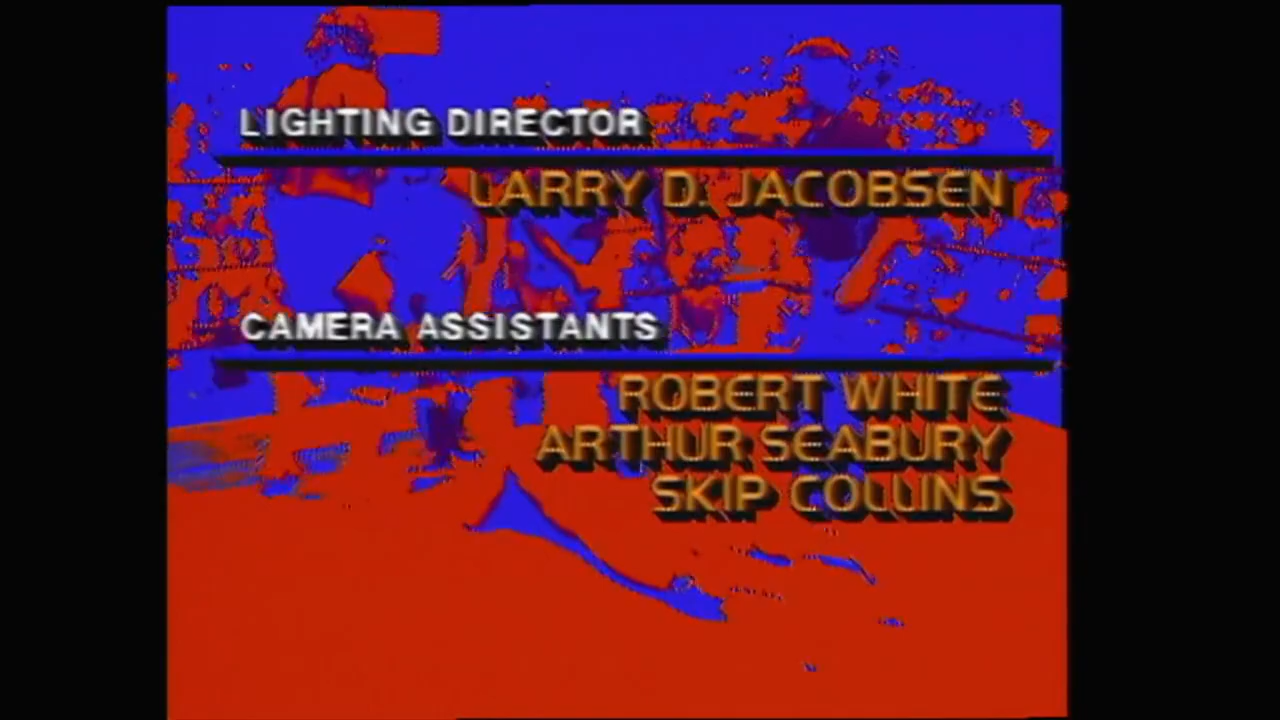 LIGHTING DIRECTOR
LARRY D. JACOBSEN
CAMERA ASSISTANTS
ROBERT WHITE
ARTHUR SEABURY
SKIP COLLINS